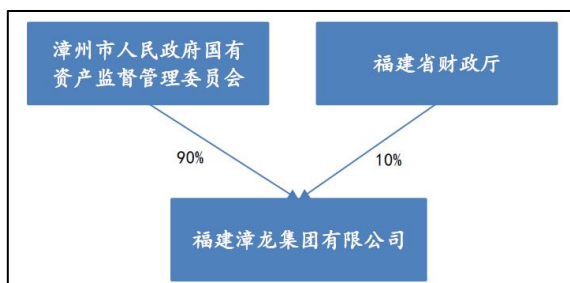 漳州市人民政府国有
资产监督管理委员会
福建省财政厅
90%
10%
福建漳龙集团有限公司